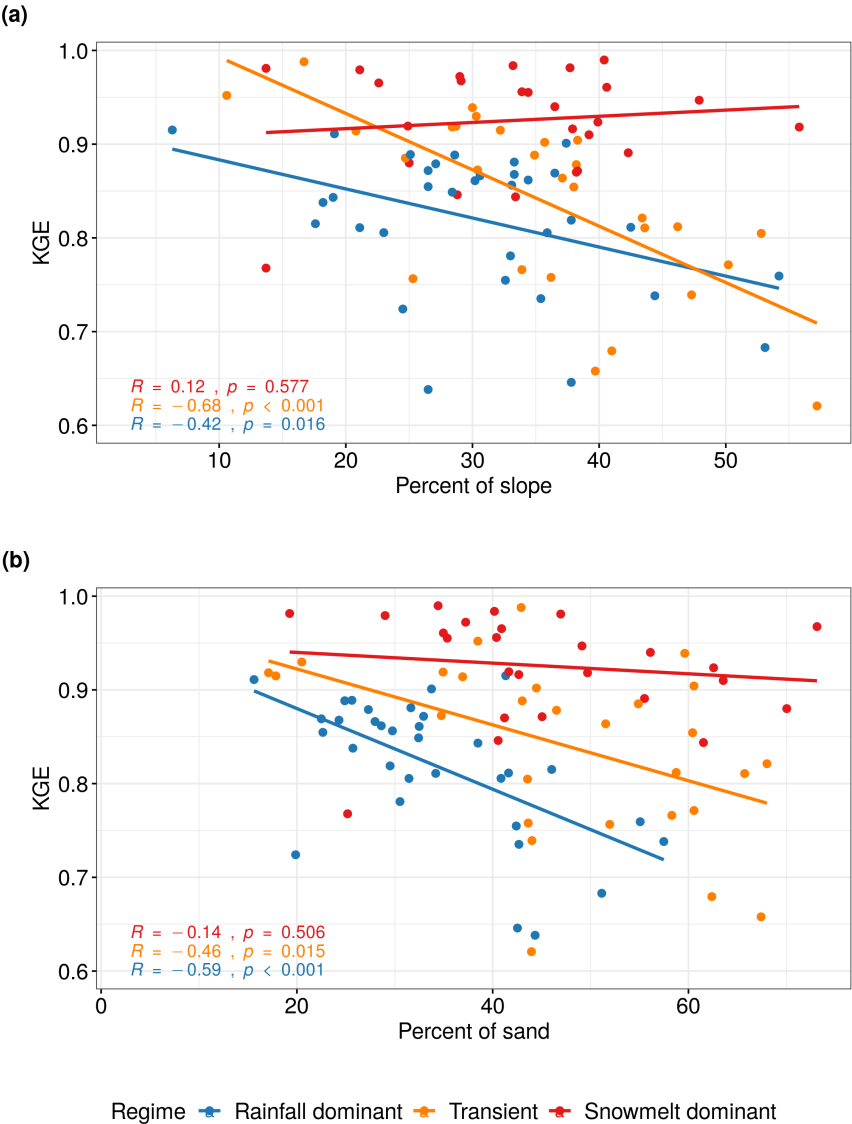 (a)
1.0
0.9
0.8
0.7
0.6
KGE
R = 0.12 , p = 0.577
R = −0.68 , p < 0.001
R = −0.42 , p = 0.016
10 20 30 40 50
Percent of slope
(b)
1.0
0.9
0.8
0.7
0.6
KGE
R = −0.14 , p = 0.506
R = −0.46 , p = 0.015
R = −0.59 , p < 0.001
0 20 40 60
Percent of sand
Regime a Rainfall dominant a Transient a Snowmelt dominant